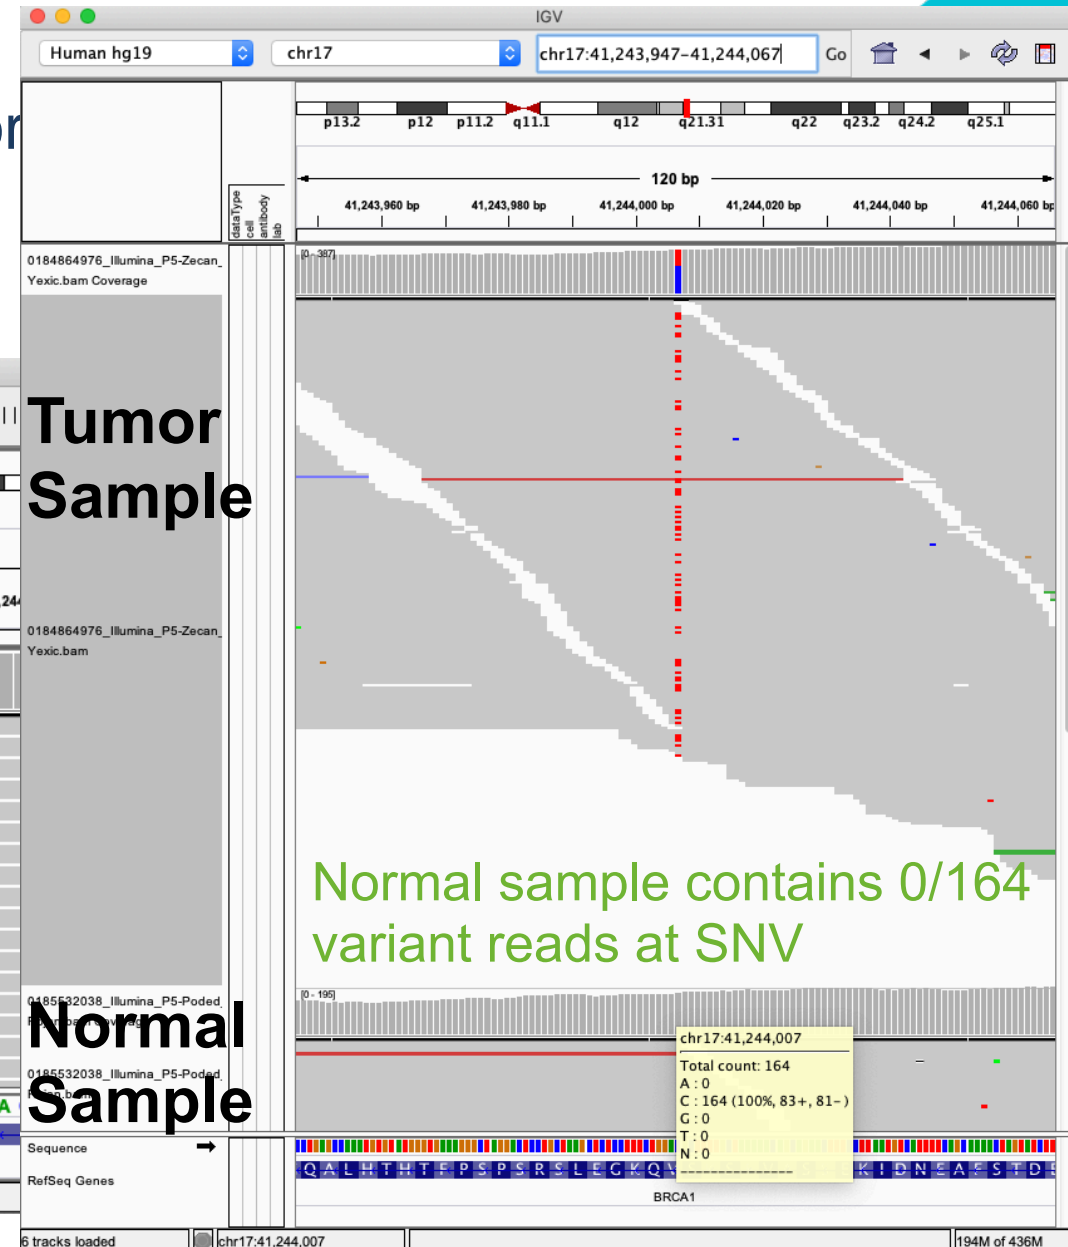 IGV
Human hg19
chr17
chr17:41,243,947-41,244,067
Go
p13.2 p12 p11.2 q11.1 q12 q21.31 q22 q23.2 q24.2 q25.1
120 bp
41,243,960 bp 41,243,980 bp 41,244,000 bp 41,244,020 bp 41,244,040 bp 41,244,060 bp
dataType
cell
antibody
lab
0184864976_Illumina_P5-Zecan_
Yexic.bam Coverage
[0 - 387]
Tumor
Sample
0184864976_Illumina_P5-Zecan_
Yexic.bam
Normal sample contains 0/164
variant reads at SNV
0185532038_Illumina_P5-Poded_
[0 - 195]
Normal
Sample
0185532038_Illumina_P5-Poded_
chr17:41,244,007
Total count: 164
A : 0
C : 164 (100%, 83+, 81- )
G : 0
T : 0
N : 0
---------------
Sequence
RefSeq Genes
Q A L H T H T F P S P S R S L E G K Q K I D N E A F S T D
BRCA1
6 tracks loaded
chr17:41,244,007
194M of 436M